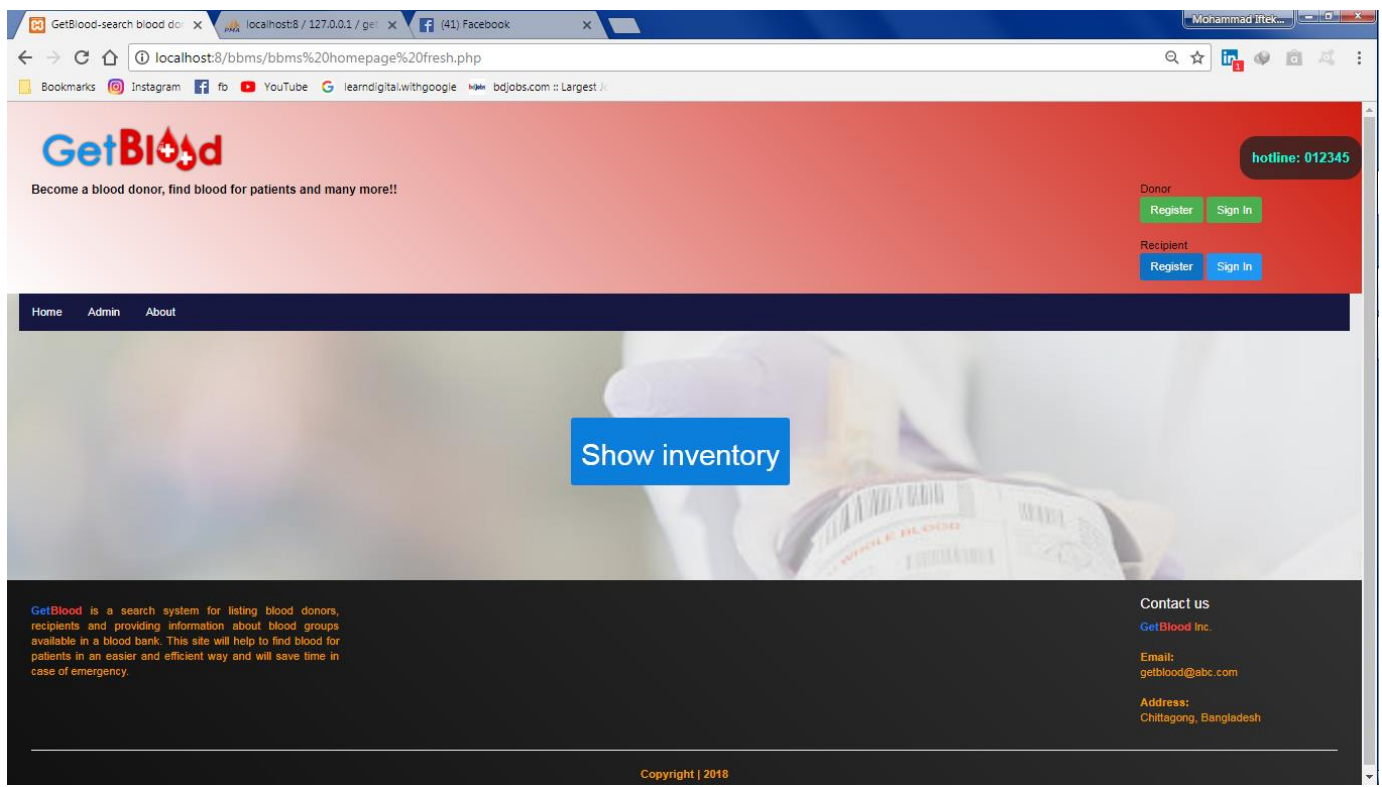 GetBlood-search blood dor
localhost:8 / 127.0.0.1 / get
(41) Facebook
Mohammad Iftek...
localhost:8/bbms/bbms%20homepage%20fresh.php
Bookmarks Instagram fb YouTube learndigital.withgoogle bdjobs.com :: Largest
GetBlood
hotline: 012345
Become a blood donor, find blood for patients and many more!!
Donor
Register Sign In
Recipient
Register Sign In
Home Admin About
Show inventory
WHOLE BLOOD
GetBlood is a search system for listing blood donors,
recipients and providing information about blood groups
available in a blood bank. This site will help to find blood for
patients in an easier and efficient way and will save time in
case of emergency.
Contact us
GetBlood Inc.
Email:
getblood@abc.com
Address:
Chittagong, Bangladesh
Copyright | 2018